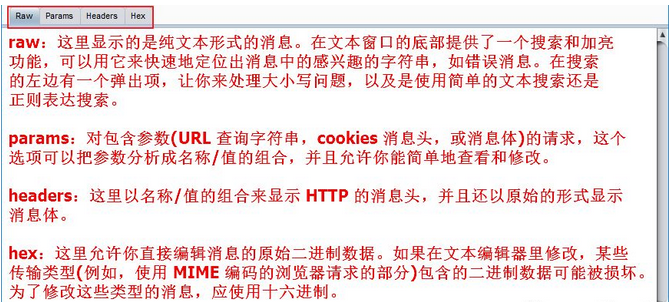 Raw Params Headers Hex
raw：这里显示的是纯文本形式的消息。在文本窗口的底部提供了一个搜索和加亮
功能，可以用它来快速地定位出消息中的感兴趣的字符串，如错误消息。在搜索
的左边有一个弹出项，让你来处理大小写问题，以及是使用简单的文本搜索还是
正则表达搜索。
params：对包含参数(URL 查询字符串，cookies 消息头，或消息体)的请求，这个
选项可以把参数分析成名称/值的组合，并且允许你能简单地查看和修改。
headers：这里以名称/值的组合来显示 HTTP 的消息头，并且还以原始的形式显示
消息体。
hex：这里允许你直接编辑消息的原始二进制数据。如果在文本编辑器里修改，某些
传输类型(例如，使用 MIME 编码的浏览器请求的部分)包含的二进制数据可能被损坏。
为了修改这些类型的消息，应使用十六进制。